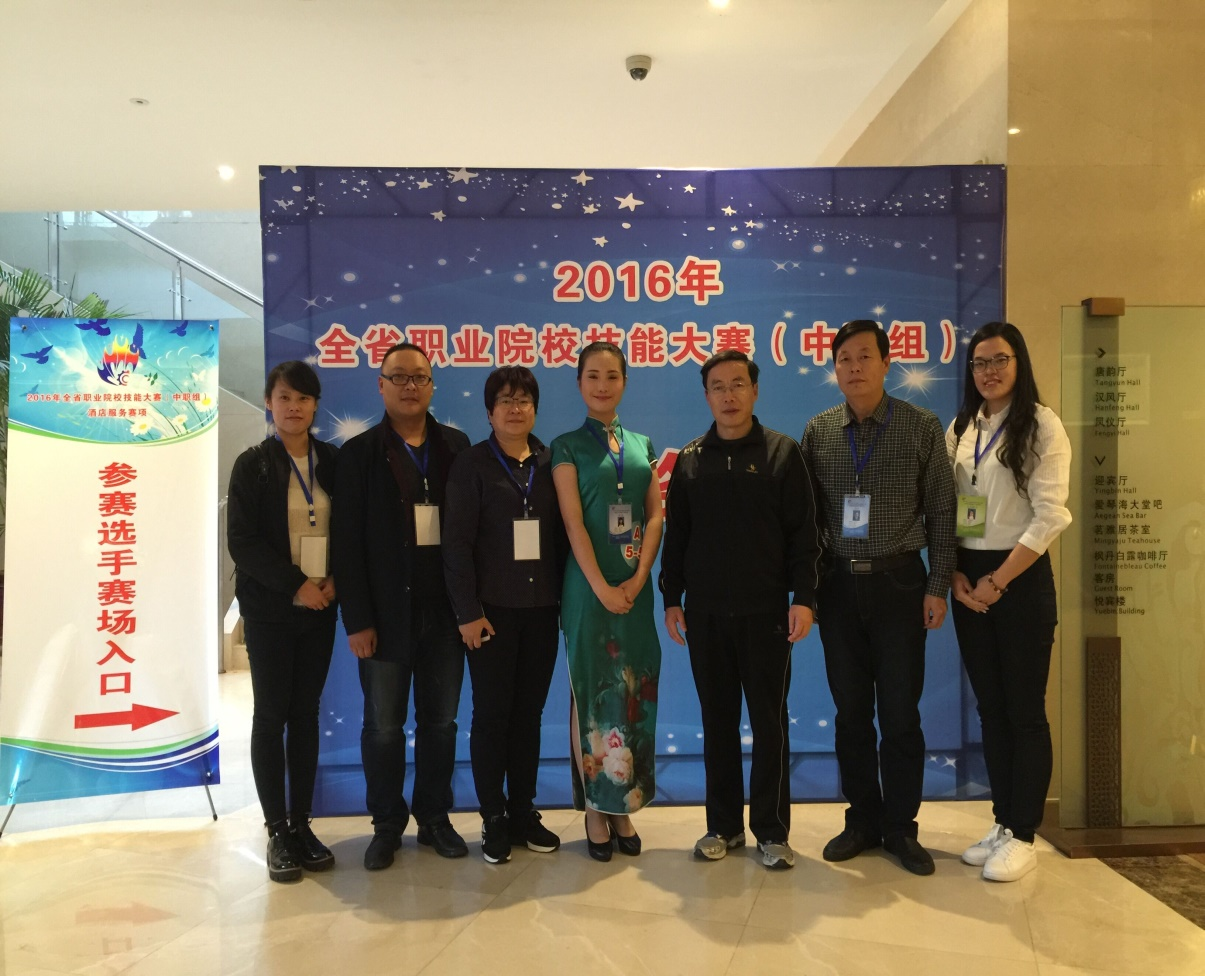 2016年
全省职业院校技能大赛（中 组）
2016年全省职业院校技能大赛（中职组）
酒店服务赛项
参赛选手赛场入口
A
5-5
唐韵厅
Tangyun Hall
汉风厅
Hanfeng Hall
凤仪厅
Fengyi Hall
迎宾厅
Yingbin Hall
爱琴海大堂吧
Aegean Sea Bar
茗雅居茶室
Mingyaju Teahouse
枫丹白露咖啡厅
Fontainebleau Coffee
客房
Guest Room
悦宾楼
Yuebin Building